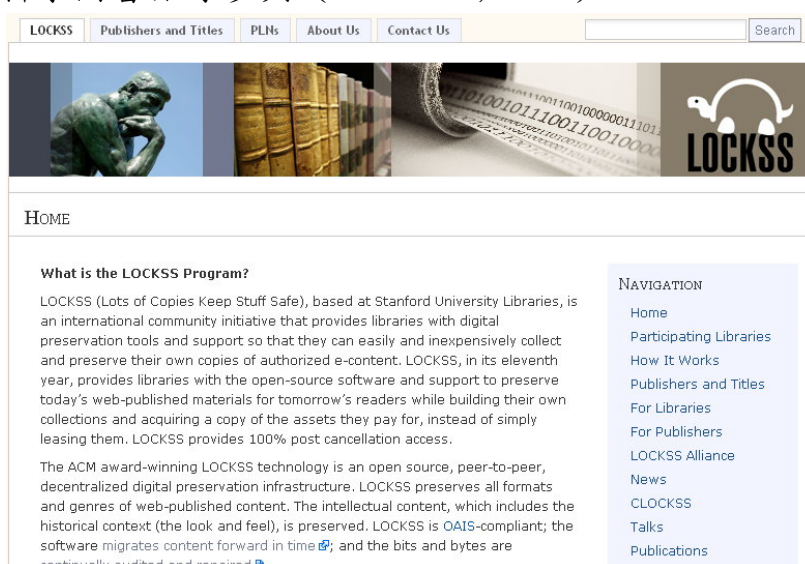 LOCKSS Publishers and Titles PLNs About Us Contact Us Search
LOCKSS
HOME
What is the LOCKSS Program?
LOCKSS (Lots of Copies Keep Stuff Safe), based at Stanford University Libraries, is
an international community initiative that provides libraries with digital
preservation tools and support so that they can easily and inexpensively collect
and preserve their own copies of authorized e-content. LOCKSS, in its eleventh
year, provides libraries with the open-source software and support to preserve
today's web-published materials for tomorrow's readers while building their own
collections and acquiring a copy of the assets they pay for, instead of simply
leasing them. LOCKSS provides 100% post cancellation access.
The ACM award-winning LOCKSS technology is an open source, peer-to-peer,
decentralized digital preservation infrastructure. LOCKSS preserves all formats
and genres of web-published content. The intellectual content, which includes the
historical context (the look and feel), is preserved. LOCKSS is OAIS-compliant; the
software migrates content forward in time; and the bits and bytes are
continually audited and repaired
NAVIGATION
Home
Participating Libraries
How It Works
Publishers and Titles
For Libraries
For Publishers
LOCKSS Alliance
News
CLOCKSS
Talks
Publications